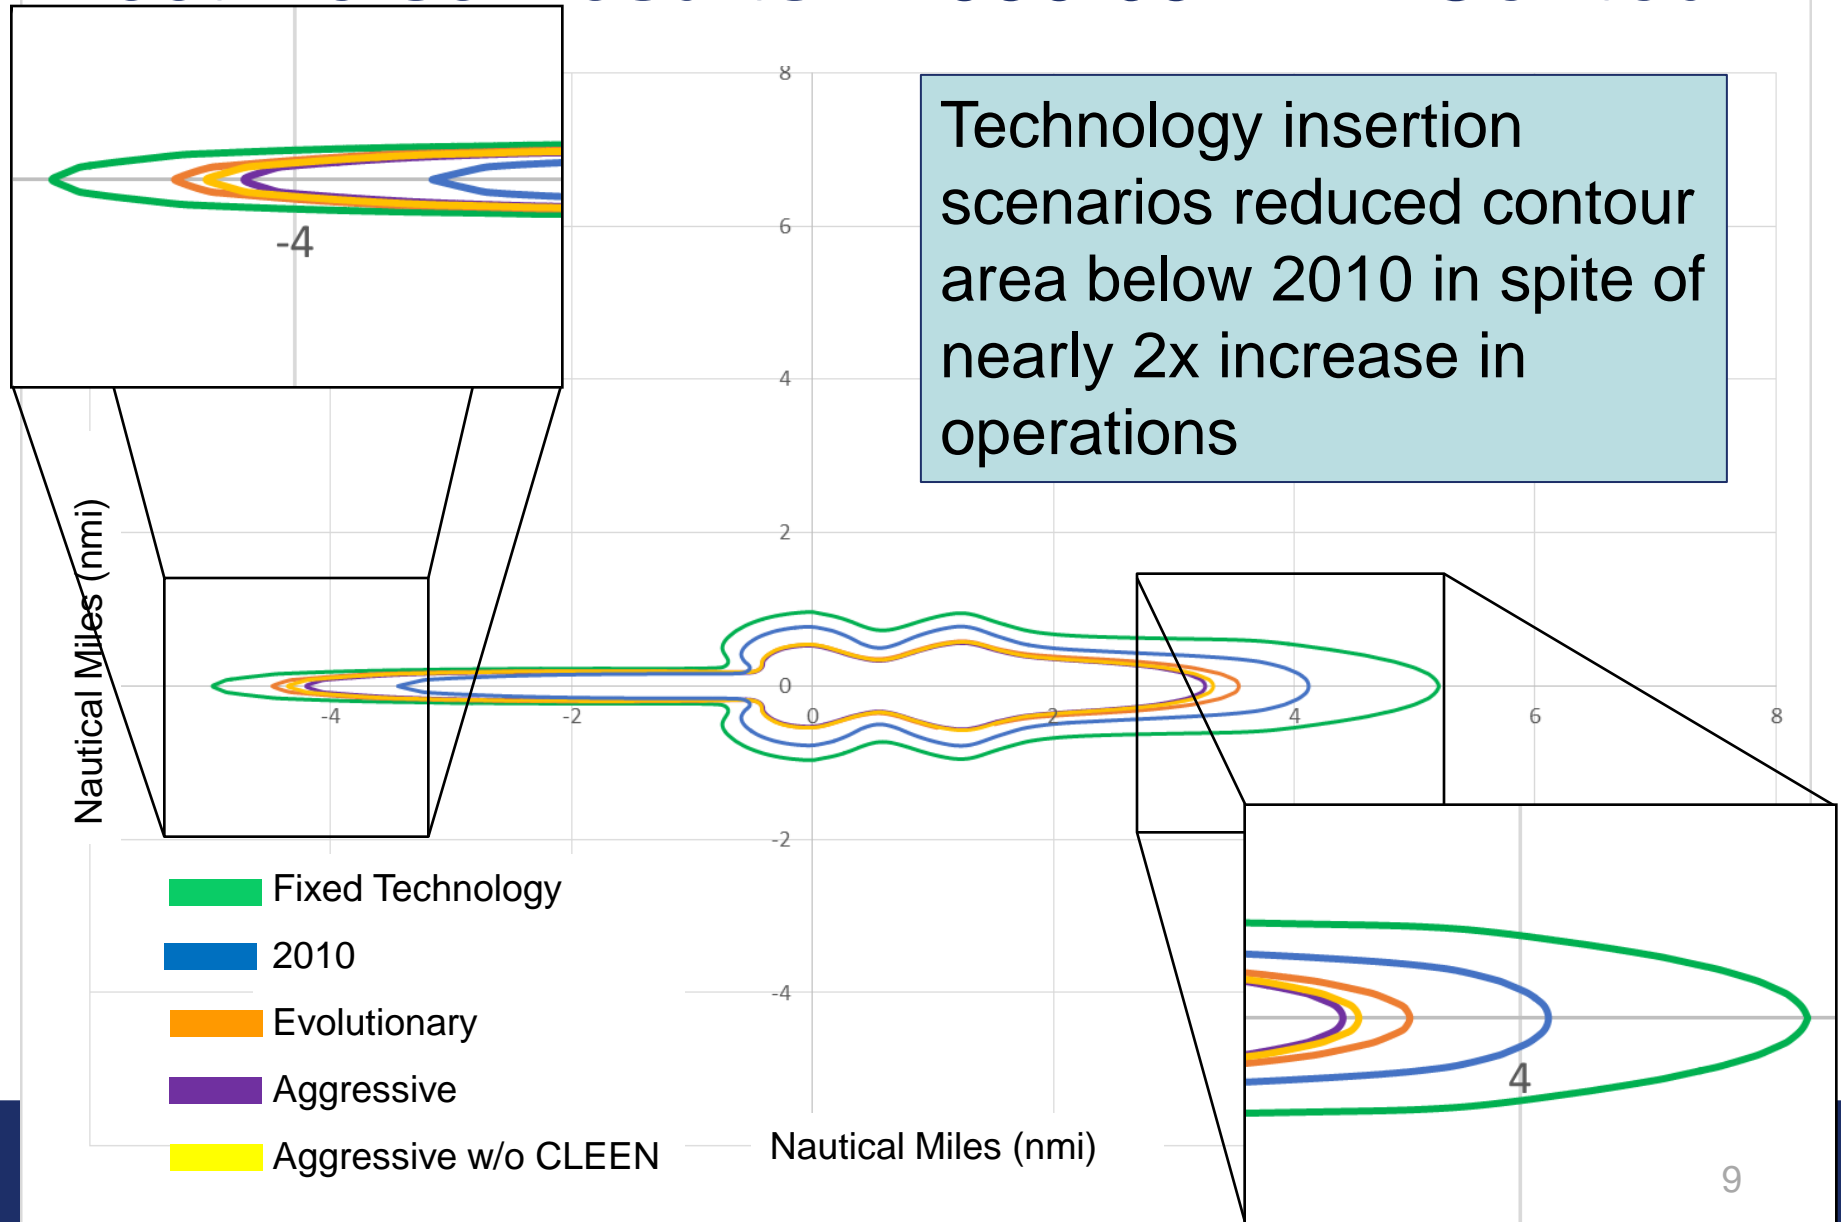 -4
Technology insertion
scenarios reduced contour
area below 2010 in spite of
nearly 2x increase in
operations
8
6
4
2
0
-2
-4
-4
-2
0
2
4
6
8
Nautical Miles (nmi)
Fixed Technology
2010
Evolutionary
Aggressive
Aggressive w/o CLEEN
Nautical Miles (nmi)
4
9